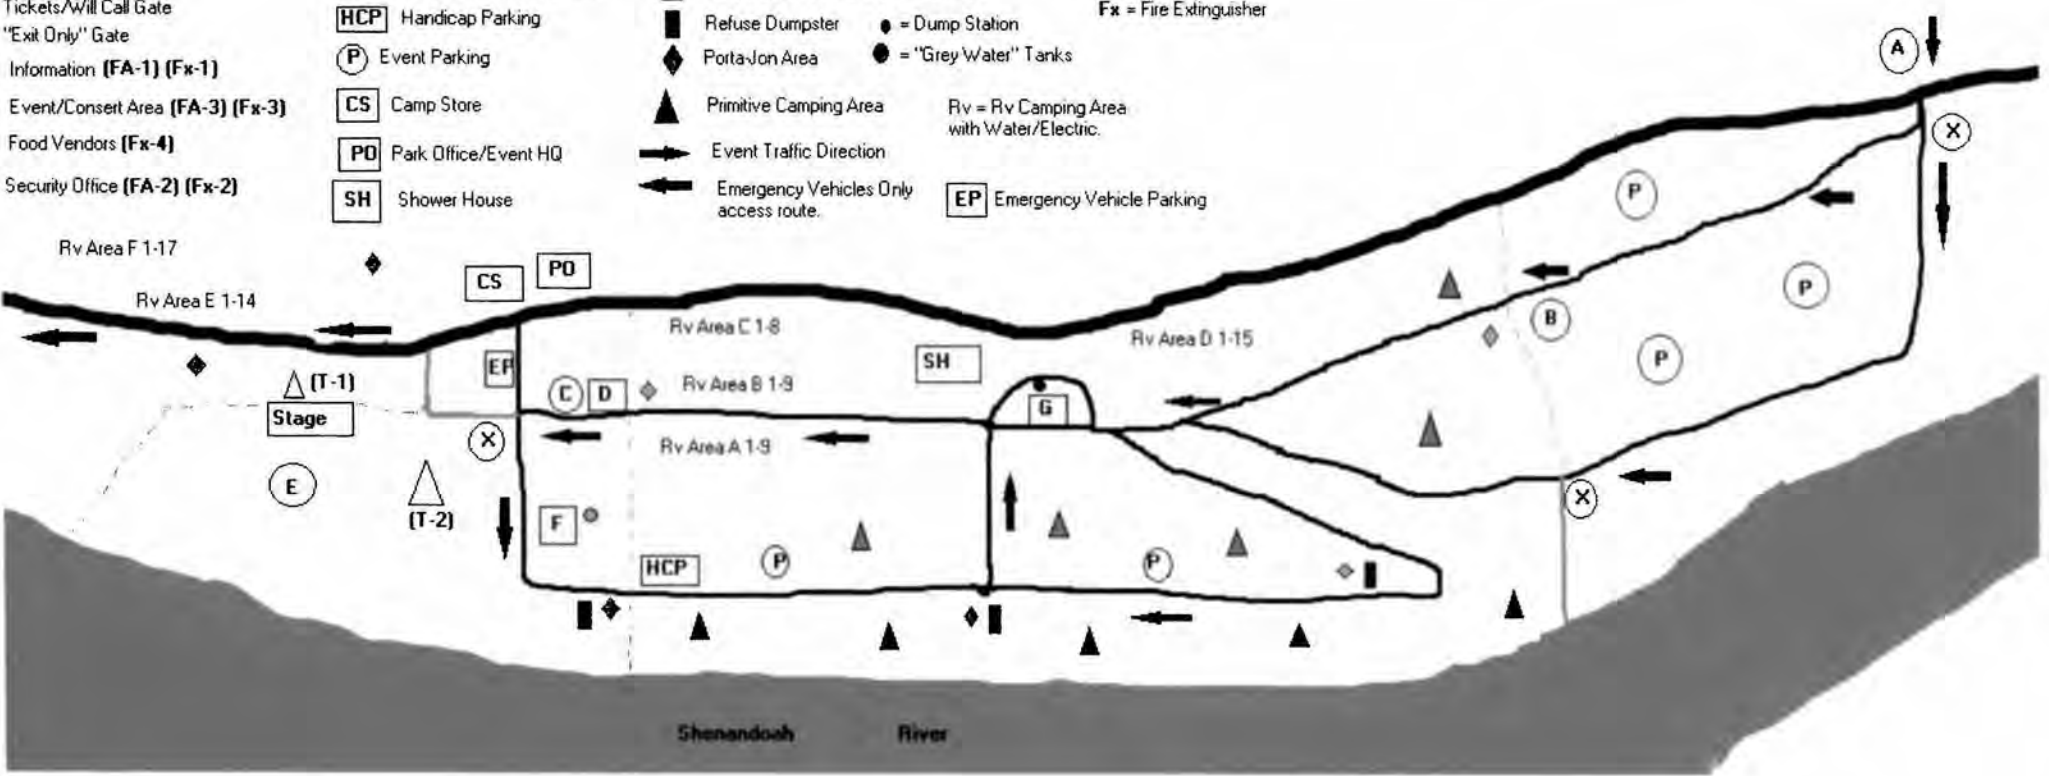 Tickets/Will Call Gate
"Exit Only" Gate
Information (FA-1) (Fx-1)
Event/Consert Area (FA-3) (Fx-3)
Food Vendors (Fx-4)
Security Office (FA-2) (Fx-2)
HCP Handicap Parking
P Event Parking
CS Camp Store
PO Park Office/Event HQ
SH Shower House
Refuse Dumpster
Porta-Jon Area
Primitive Camping Area
Event Traffic Direction
Emergency Vehicles Only
access route.
= Dump Station
= "Grey Water" Tanks
Fx = Fire Extinguisher
Rv = Rv Camping Area
with Water/Electric.
EP Emergency Vehicle Parking
A
X
P
Rv Area F 1-17
CS
PO
Rv Area E 1-14
P
B
Rv Area C 1-8
Rv Area D 1-15
P
EP
SH
(T-1)
Rv Area B 1-9
C
D
G
Stage
X
Rv Area A 1-9
E
(T-2)
X
F
HCP
P
P
Shenandoah River